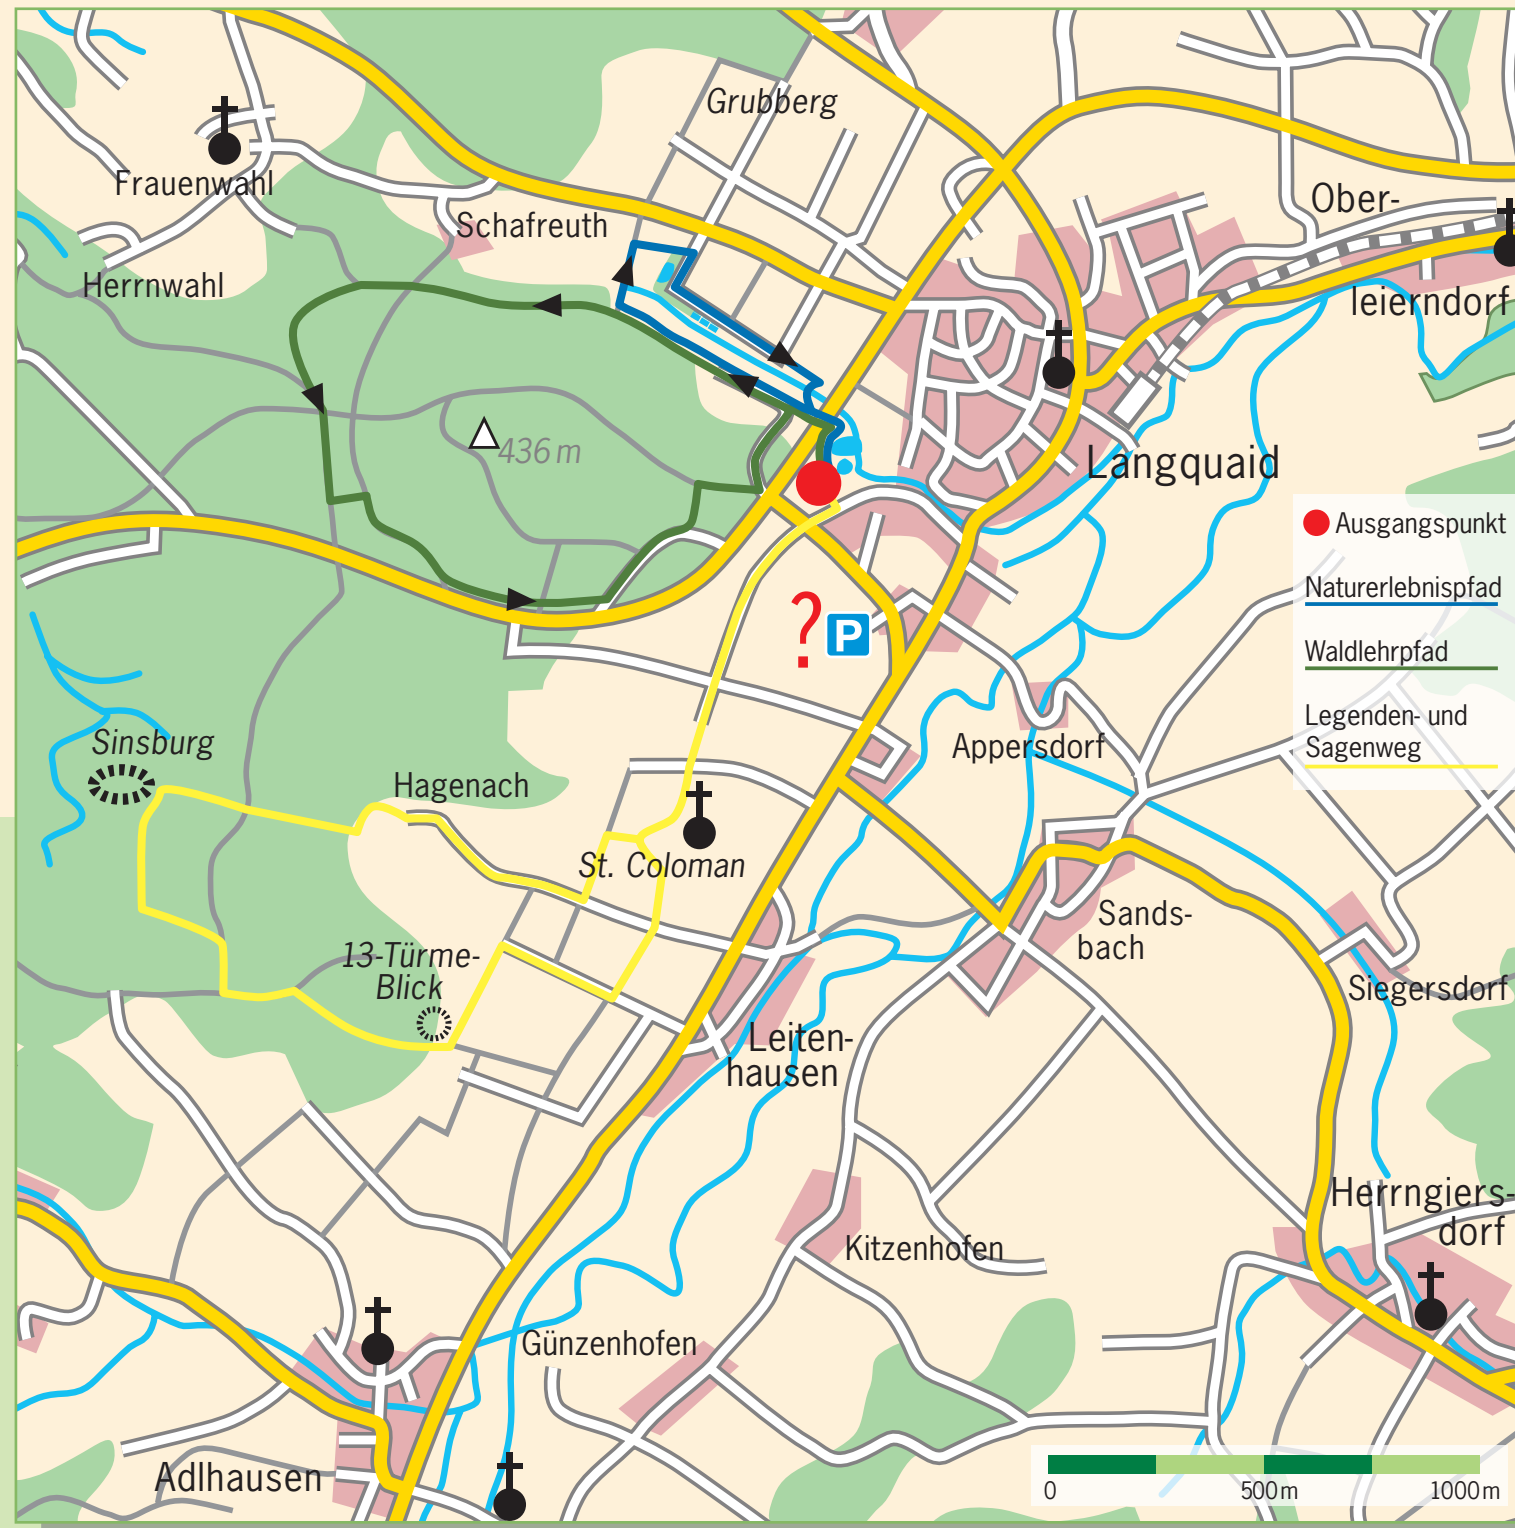 Grubberg
Frauenwahl
Schafreuth
Ober-
leierndorf
Herrnwahl
436 m
Langquaid
Ausgangspunkt
Naturerlebnispfad
Waldlehrpfad
Legenden- und
Sagenweg
?
P
Sinsburg
Hagenach
Appersdorf
St. Coloman
Sands-
bach
13-Türme-
Blick
Siegersdorf
Leiten-
hausen
Herrngiers-
dorf
Kitzenhofen
Günzenhofen
Adlhausen
0 500 m 1000 m